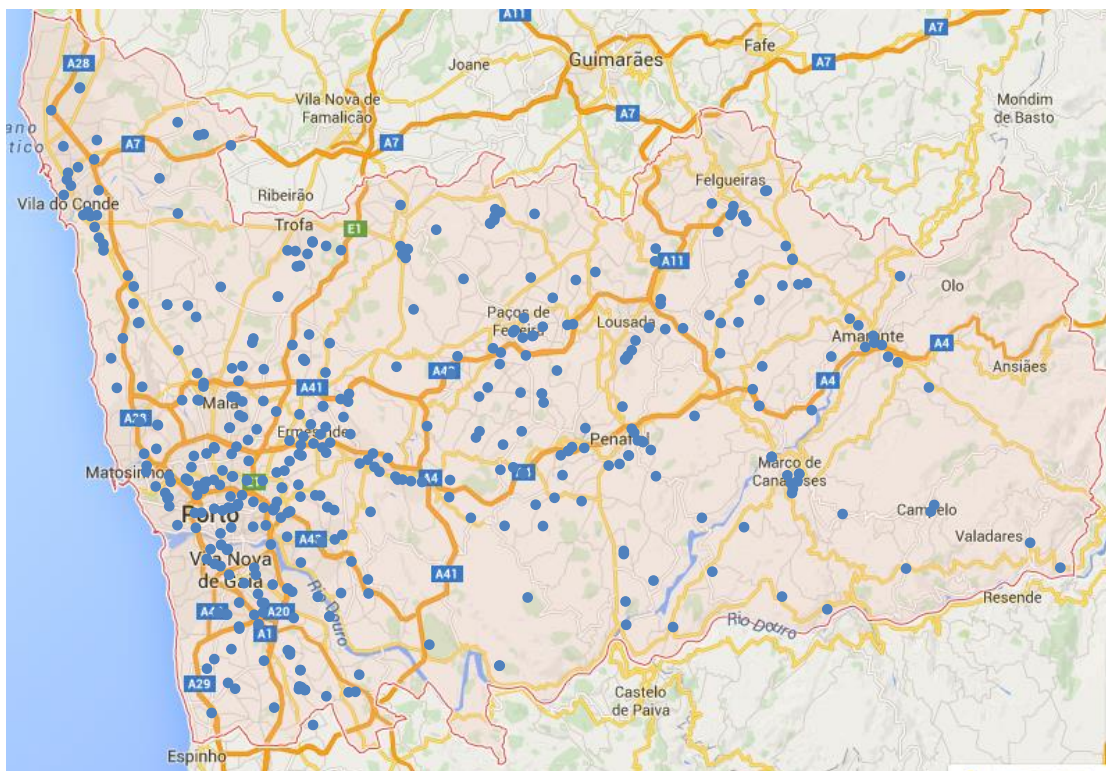 A11
A7
A28
Guimarães
Fafe
Joane
A7
Vila Nova de
Famalicão
A7
Mondim
de Basto
ano
tico
A7
A7
Felgueiras
Ribeirão
Vila do Conde
Trofa
E1
A11
Olo
Paços de
Lousada
Amarante
A4
Ansiães
A41
A4
Maia
Matosinhos
A4
Marco de
Porto
Valadares
Vila Nova
de Gaia
A41
Rio Douro
Resende
A20
Rio Douro
A1
A29
Castelo
de Paiva
Espinho